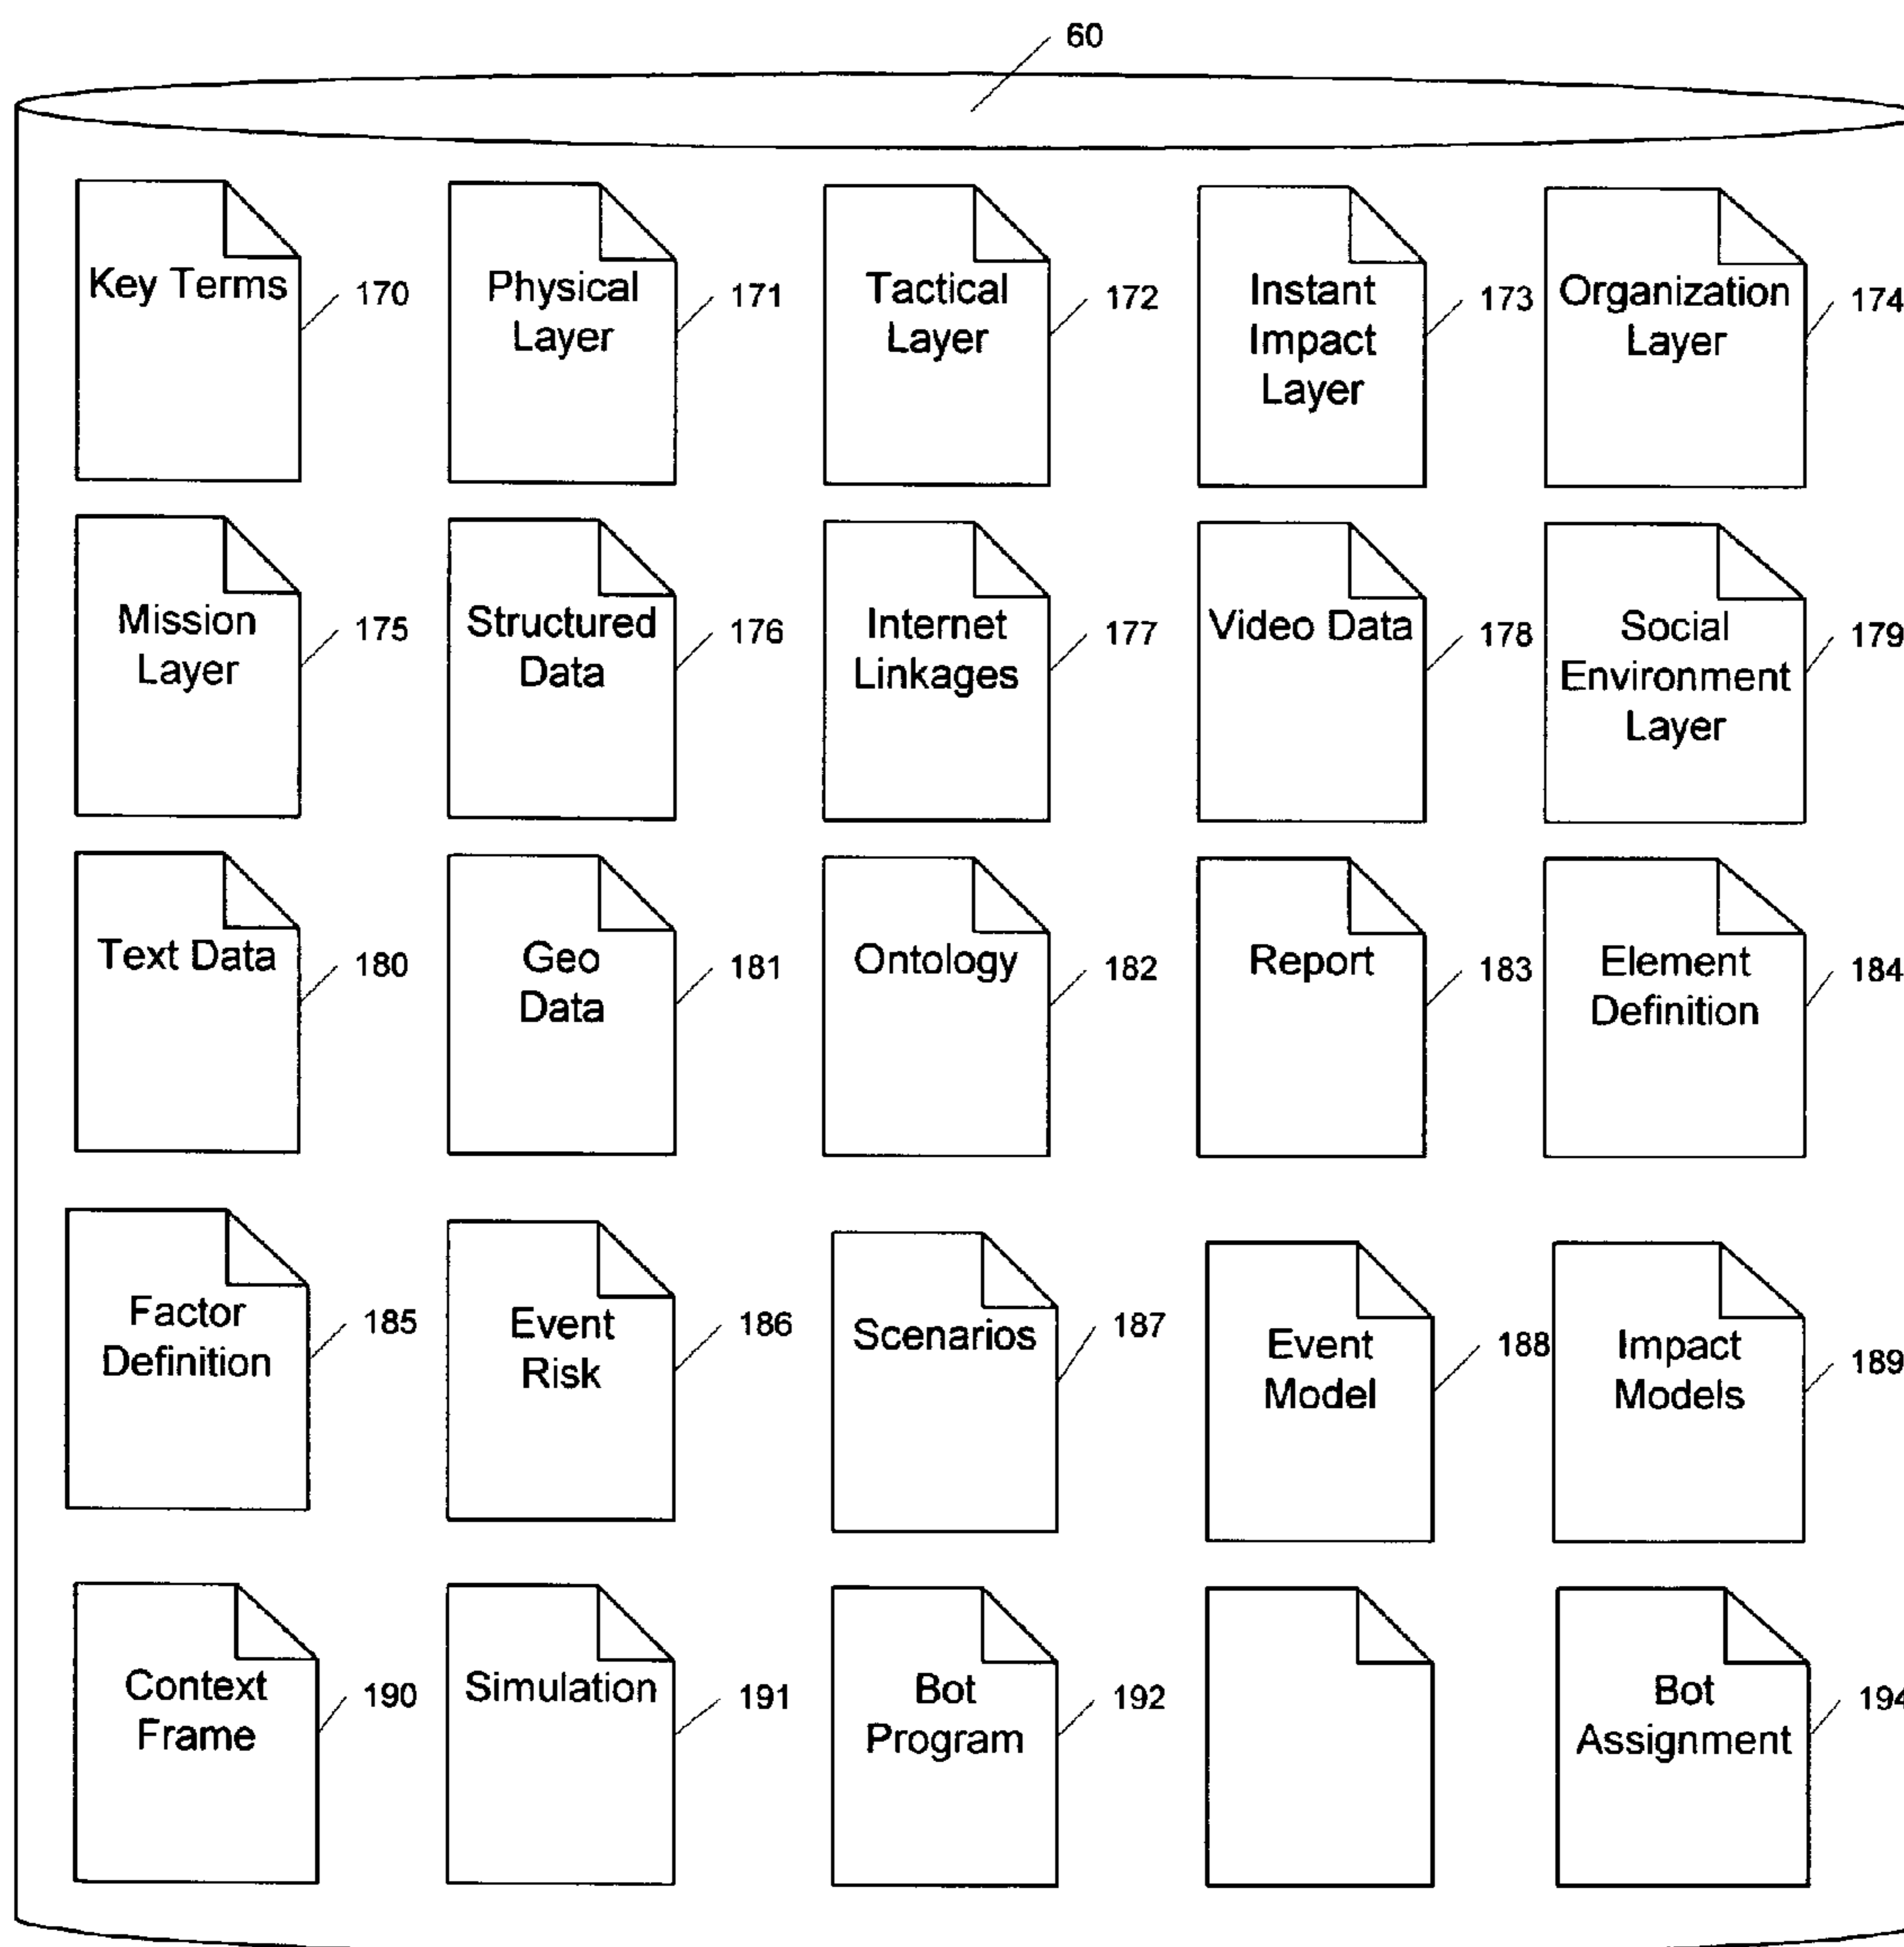 60
Key Terms
170
Physical
Layer
171
Tactical
Layer
172
Instant
Impact
Layer
173
Organization
Layer
174
Mission
Layer
175
Structured
Data
176
Internet
Linkages
177
Video Data
178
Social
Environment
Layer
179
Text Data
180
Geo
Data
181
Ontology
182
Report
183
Element
Definition
184
Factor
Definition
185
Event
Risk
186
Scenarios
187
Event
Model
188
Impact
Models
189
Context
Frame
190
Simulation
191
Bot
Program
192
Bot
Assignment
194